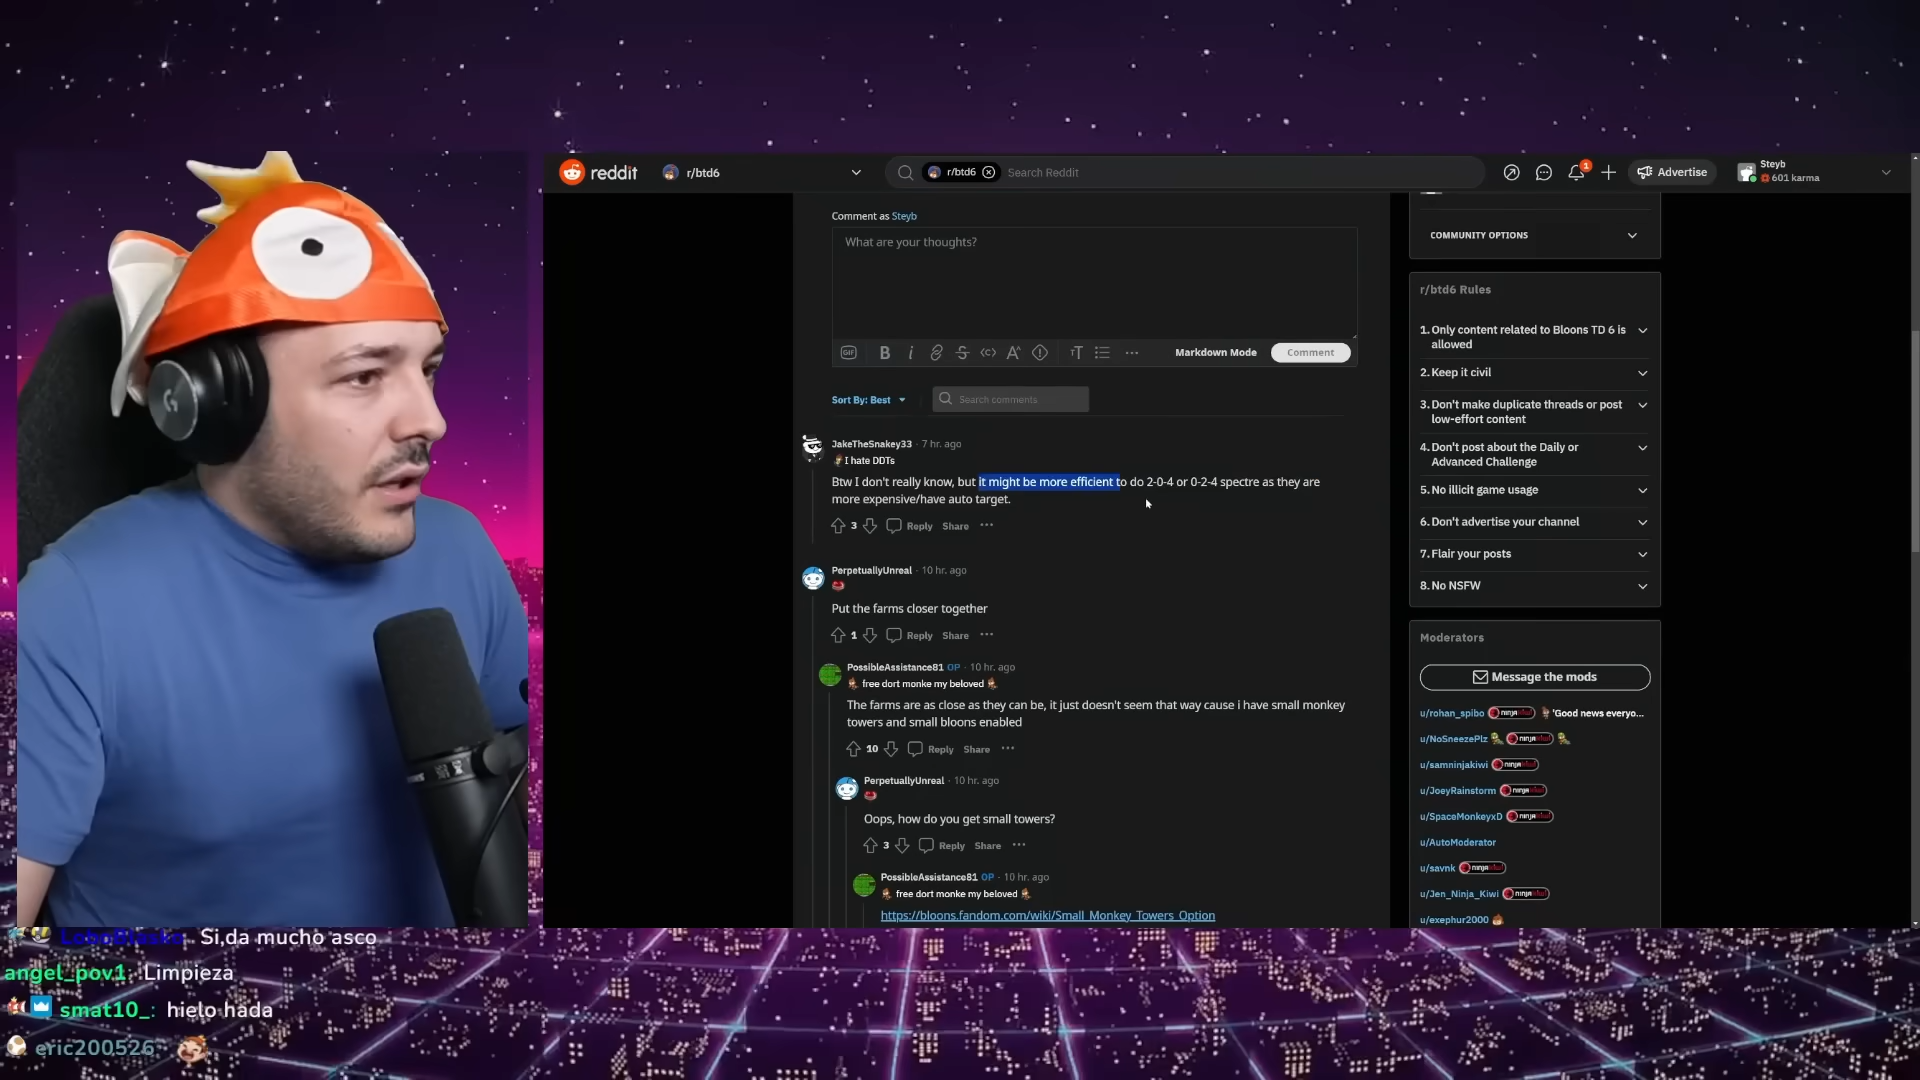 reddit
r/btd6
r/btd6
Search Reddit
1
Advertise
Steyb
601 karma
Comment as Steyb
What are your thoughts?
GIF
Markdown Mode
Comment
Sort By: Best
Search comments
JakeTheSnakey33 · 7 hr. ago
I hate DDTs
Btw I don't really know, but it might be more efficient to do 2-0-4 or 0-2-4 spectre as they are
more expensive/have auto target.
3
Reply
Share
PerpetuallyUnreal · 10 hr. ago
Put the farms closer together
1
Reply
Share
PossibleAssistance81 OP · 10 hr. ago
free dort monke my beloved
The farms are as close as they can be, it just doesn't seem that way cause i have small monkey
towers and small bloons enabled
10
Reply
Share
PerpetuallyUnreal · 10 hr. ago
Oops, how do you get small towers?
3
Reply
Share
PossibleAssistance81 OP · 10 hr. ago
free dort monke my beloved
https://bloons.fandom.com/wiki/Small_Monkey_Towers_Option
COMMUNITY OPTIONS
r/btd6 Rules
1. Only content related to Bloons TD 6 is
allowed
2. Keep it civil
3. Don't make duplicate threads or post
low-effort content
4. Don't post about the Daily or
Advanced Challenge
5. No illicit game usage
6. Don't advertise your channel
7. Flair your posts
8. No NSFW
Moderators
Message the mods
u/rohan_spibo 'Good news everyo...
u/NoSneezePlz
u/samninjakiwi
u/JoeyRainstorm
u/SpaceMonkeyxD
u/AutoModerator
u/savnk
u/Jen_Ninja_Kiwi
u/exephur2000
LoboBlasko: Si,da mucho asco
angel_pov1: Limpieza
smat10_: hielo hada
eric200526: